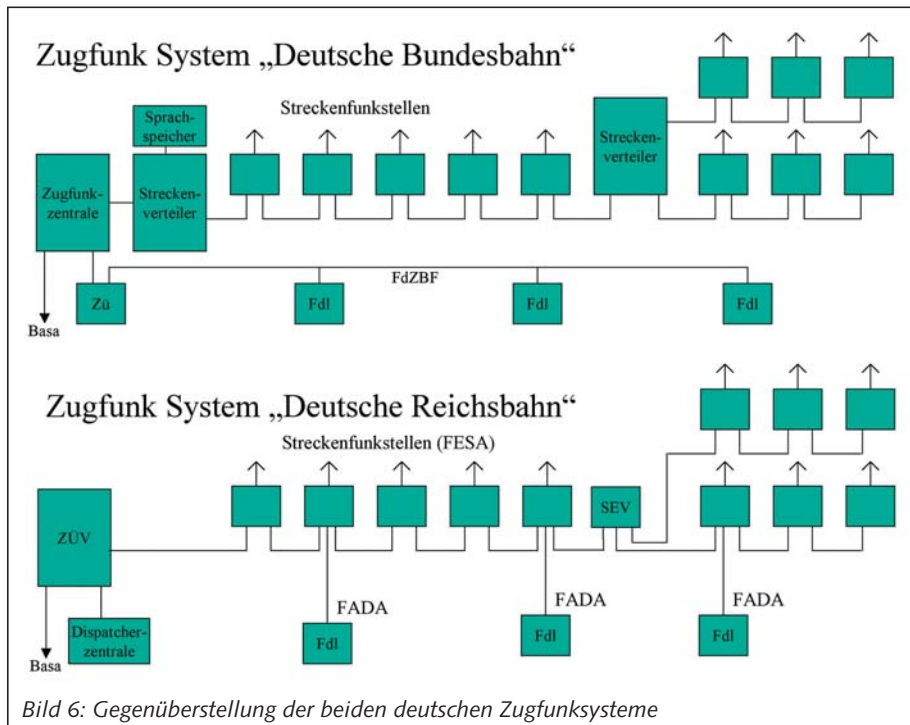 Zugfunk System „Deutsche Bundesbahn“
Sprach-
speicher
Streckenfunkstellen
Strecken-
verteiler
Zugfunk-
zentrale
Strecken-
verteiler
FdZBF
Zü
Fdl
Fdl
Fdl
Basa
Zugfunk System „Deutsche Reichsbahn“
Streckenfunkstellen (FESA)
ZÜV
SEV
FADA
FADA
FADA
Dispatcher-
zentrale
Fdl
Fdl
Fdl
Basa
Bild 6: Gegenüberstellung der beiden deutschen Zugfunksysteme